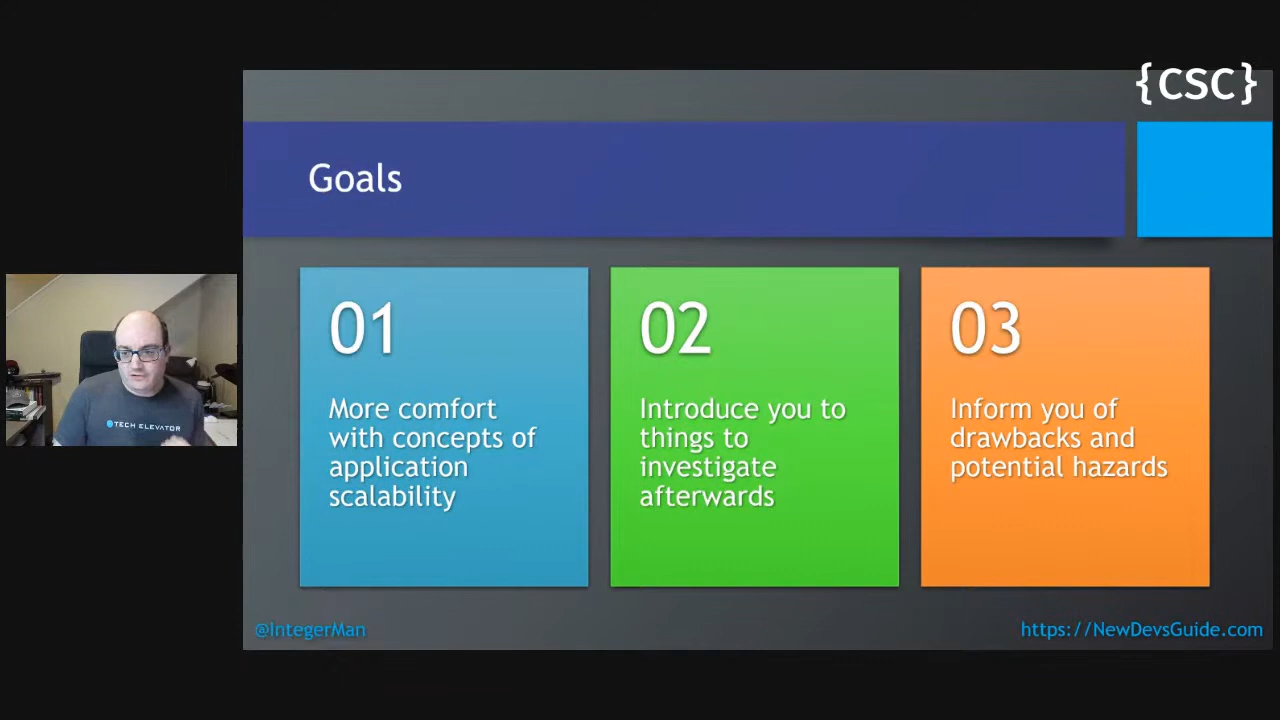 {CSC}
Goals
01
More comfort
with concepts of
application
scalability
02
Introduce you to
things to
investigate
afterwards
03
Inform you of
drawbacks and
potential hazards
TECH ELEVATOR
@IntegerMan
https://NewDevsGuide.com